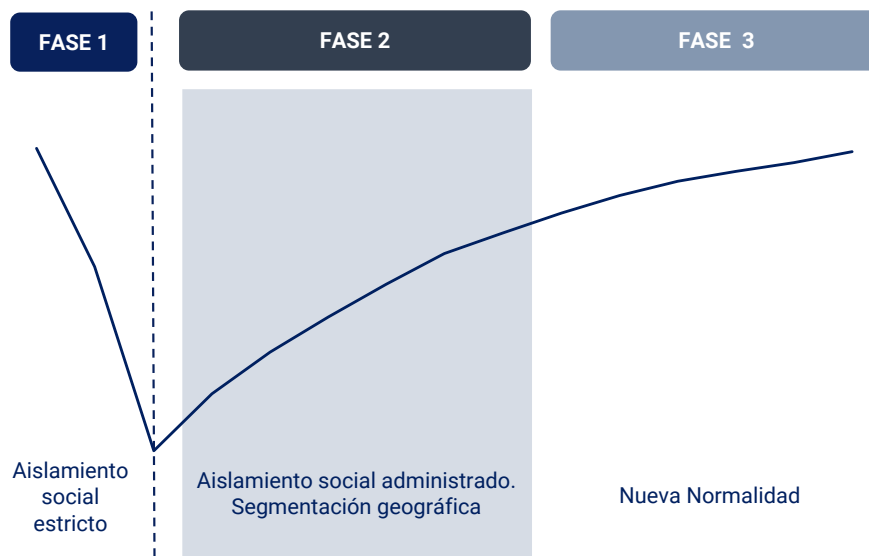 FASE 1
FASE 2
FASE 3
Aislamiento
social
estricto
Aislamiento social administrado.
Segmentación geográfica
Nueva Normalidad